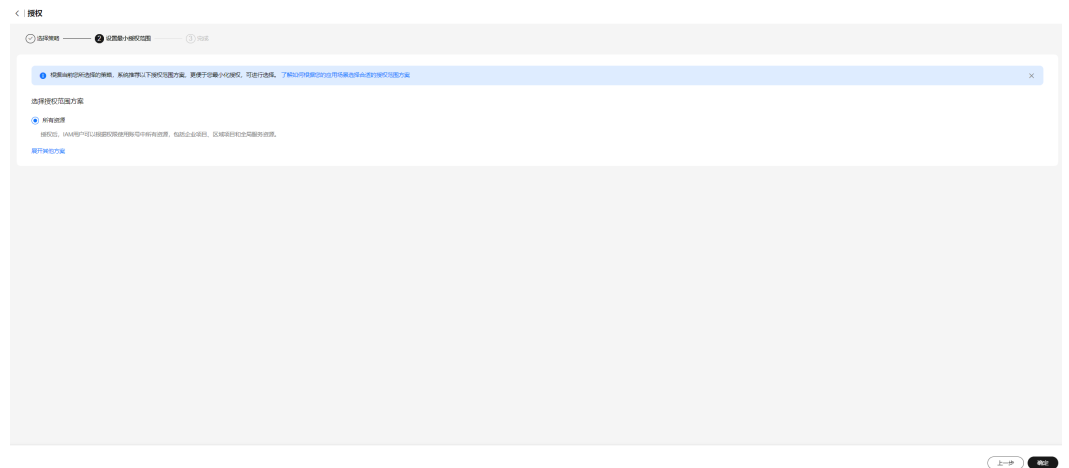 < | 授权
选择策略 2 设置最小授权范围 3 完成
根据当前您所选择的策略，系统推荐以下授权范围方案，更便于您最小化授权，可进行选择。了解如何根据您的应用场景选择合适的授权范围方案
选择授权范围方案
所有资源
授权后，IAM用户可以根据权限使用账号中所有资源，包括企业项目、区域项目和全局服务资源。
展开其他方案
上一步 确定